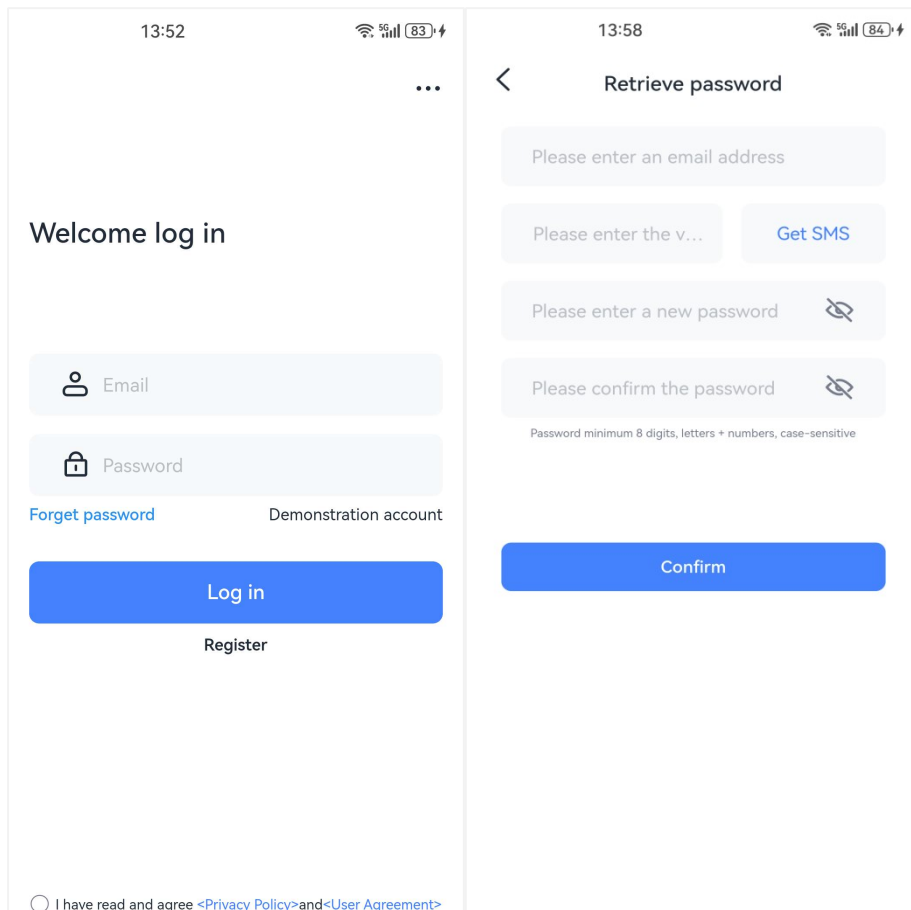 13:52
5G 83
Welcome log in
Email
Password
Forget password
Demonstration account
Log in
Register
I have read and agree <Privacy Policy>and<User Agreement>
13:58
5G 84
Retrieve password
Please enter an email address
Please enter the v...
Get SMS
Please enter a new password
Please confirm the password
Password minimum 8 digits, letters + numbers, case-sensitive
Confirm